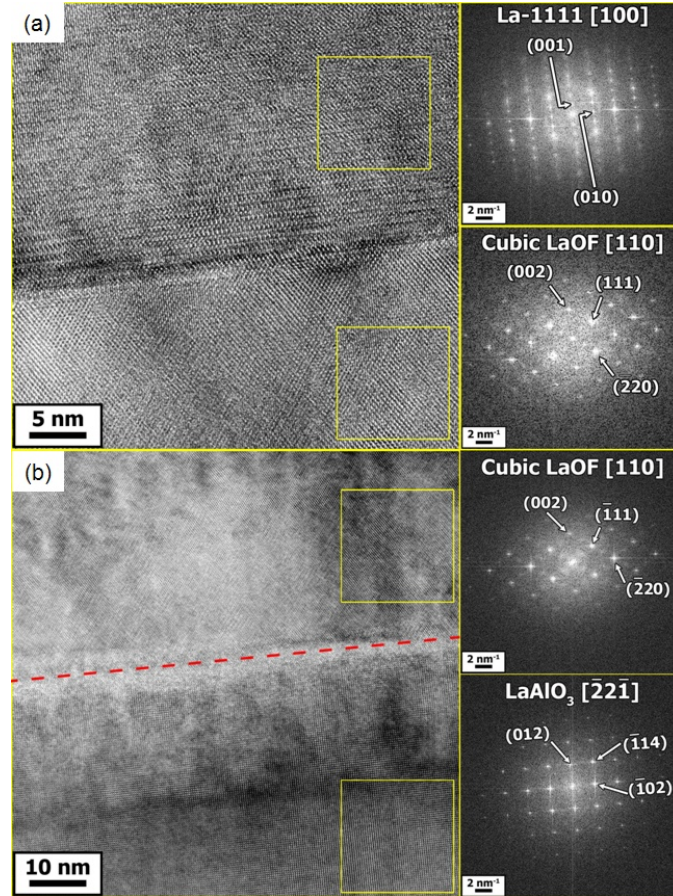 (a)
5 nm
La-1111 [100]
(001)
(010)
2 nm⁻¹
Cubic LaOF [110]
(002)
(111)
(220)
2 nm⁻¹
(b)
10 nm
Cubic LaOF [110]
(002)
(1̅11)
(2̅20)
2 nm⁻¹
LaAlO₃ [2̅21̅]
(012)
(1̅14)
(1̅02)
2 nm⁻¹